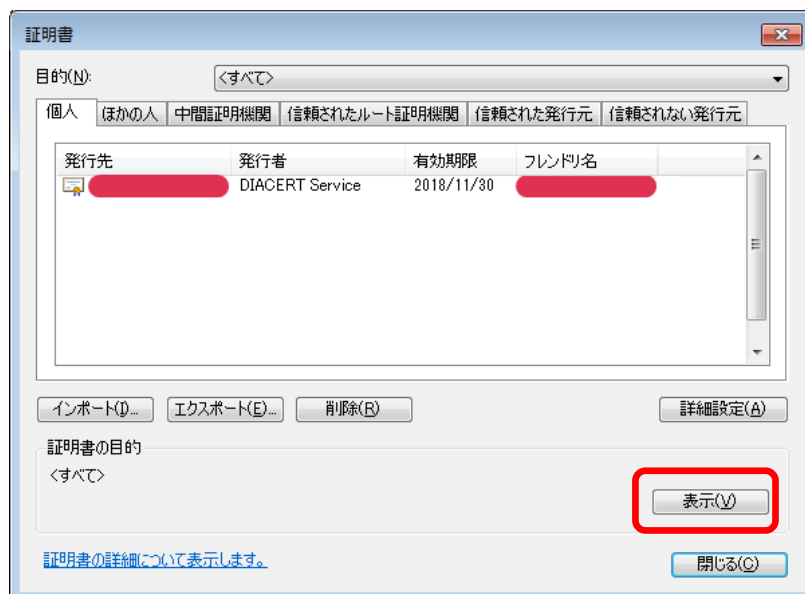 証明書
目的(N): <すべて>
個人 ほかの人 中間証明機関 信頼されたルート証明機関 信頼された発行元 信頼されない発行元
発行先 発行者 有効期限 フレンドリ名
DIACERT Service 2018/11/30
インポート(I)... エクスポート(E)... 削除(R) 詳細設定(A)
証明書の目的
<すべて>
表示(V)
証明書の詳細について表示します。
閉じる(C)